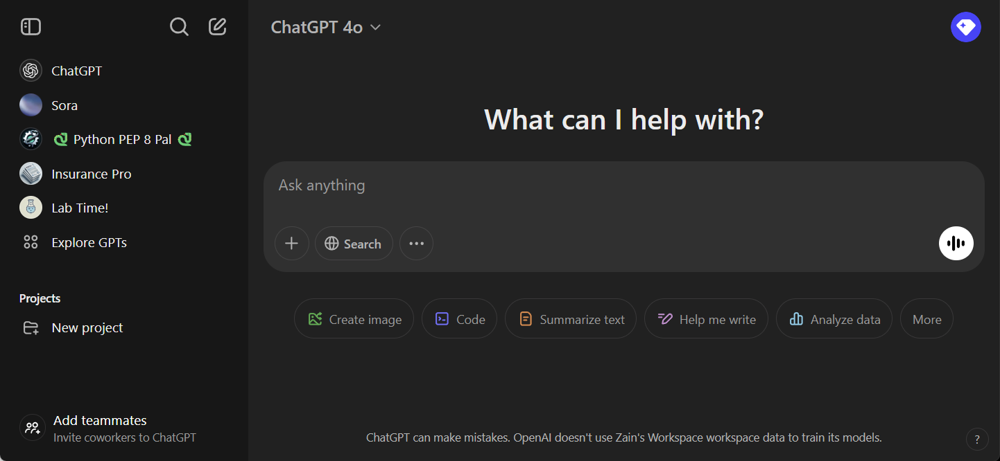 ChatGPT 4o
ChatGPT
Sora
Python PEP 8 Pal
Insurance Pro
Lab Time!
Explore GPTs
Projects
New project
Add teammates
Invite coworkers to ChatGPT
What can I help with?
Ask anything
Search
Create image
Code
Summarize text
Help me write
Analyze data
More
ChatGPT can make mistakes. OpenAI doesn't use Zain's Workspace workspace data to train its models.
?